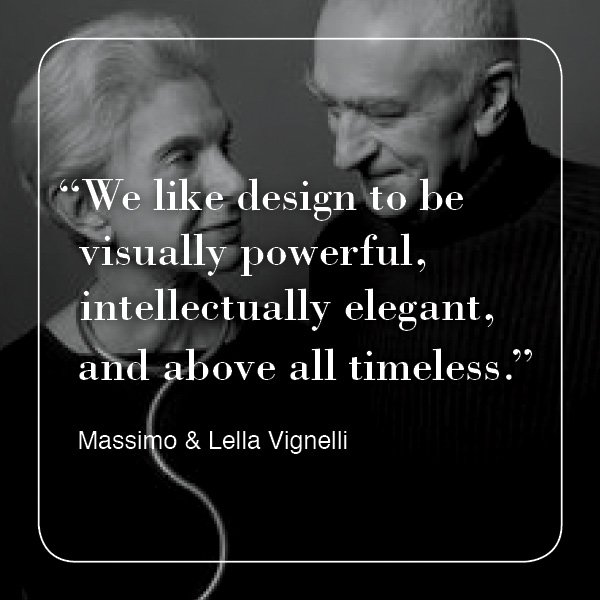 “We like design to be
visually powerful,
intellectually elegant,
and above all timeless.”
Massimo & Lella Vignelli